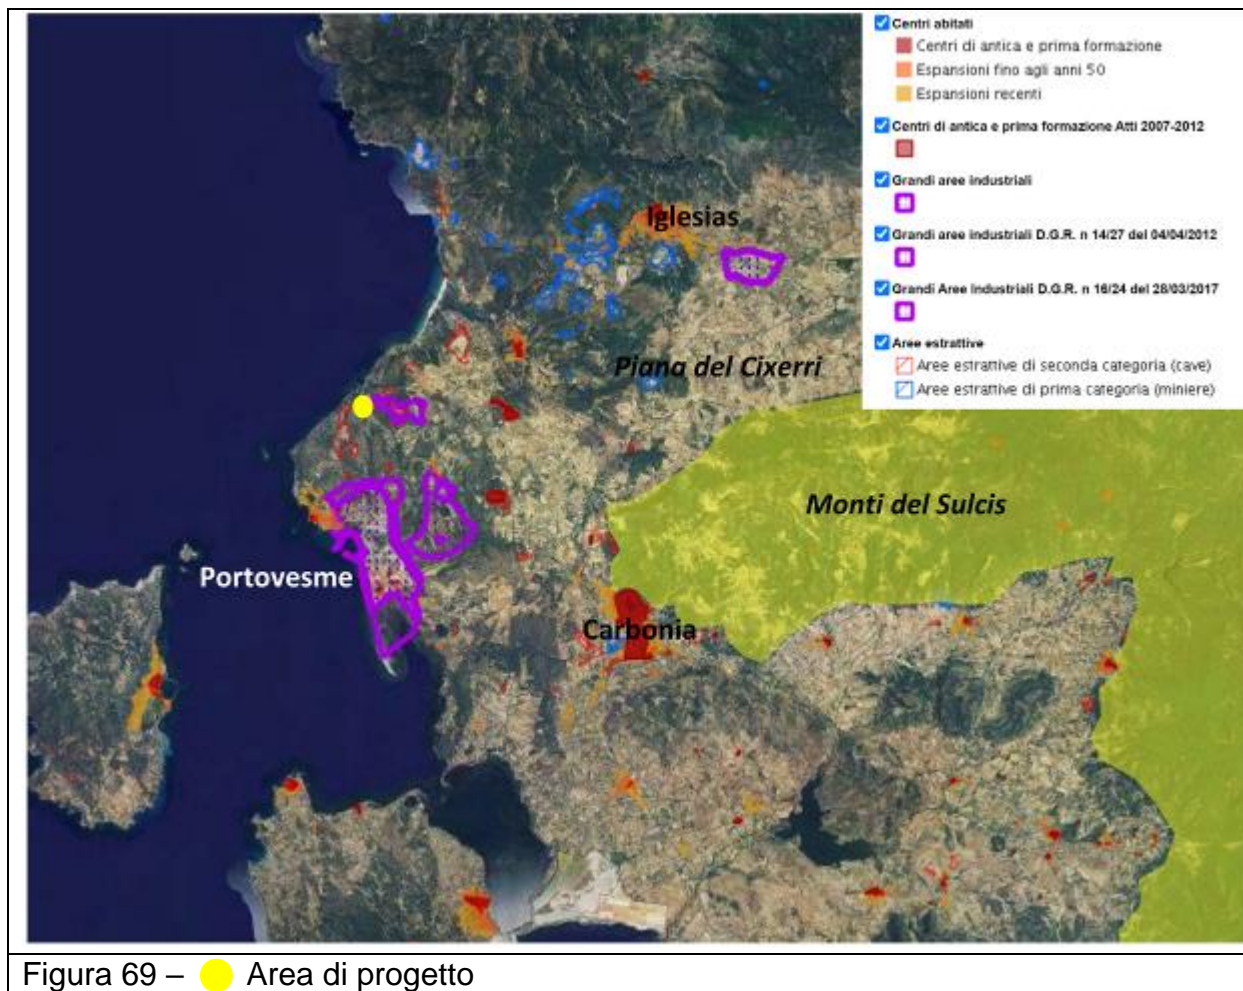 Centri abitati
Centri di antica e prima formazione
Espansioni fino agli anni 50
Espansioni recenti
Centri di antica e prima formazione Atti 2007-2012
Grandi aree industriali
Grandi aree industriali D.G.R. n 14/27 del 04/04/2012
Grandi Aree Industriali D.G.R. n 16/24 del 28/03/2017
Aree estrattive
Aree estrattive di seconda categoria (cave)
Aree estrattive di prima categoria (miniere)
Iglesias
Piana del Cixerri
Monti del Sulcis
Portovesme
Carbonia
Figura 69 – Area di progetto